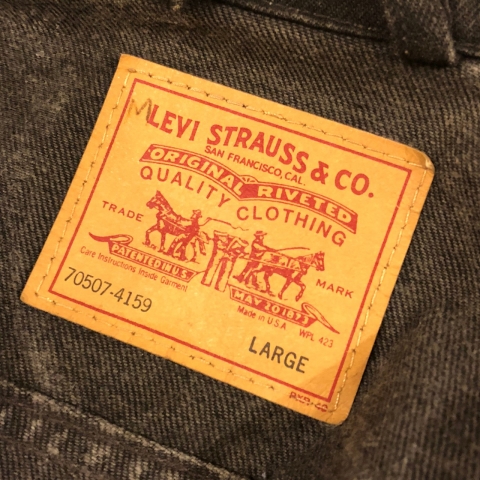 M
LEVI STRAUSS & CO.
SAN FRANCISCO, CAL.
ORIGINAL RIVETED
QUALITY CLOTHING
TRADE MARK
PATENTED IN U.S. MAY 20 1873
Care Instructions Inside Garment
Made in U.S.A WPL 423
70507-4159
LARGE